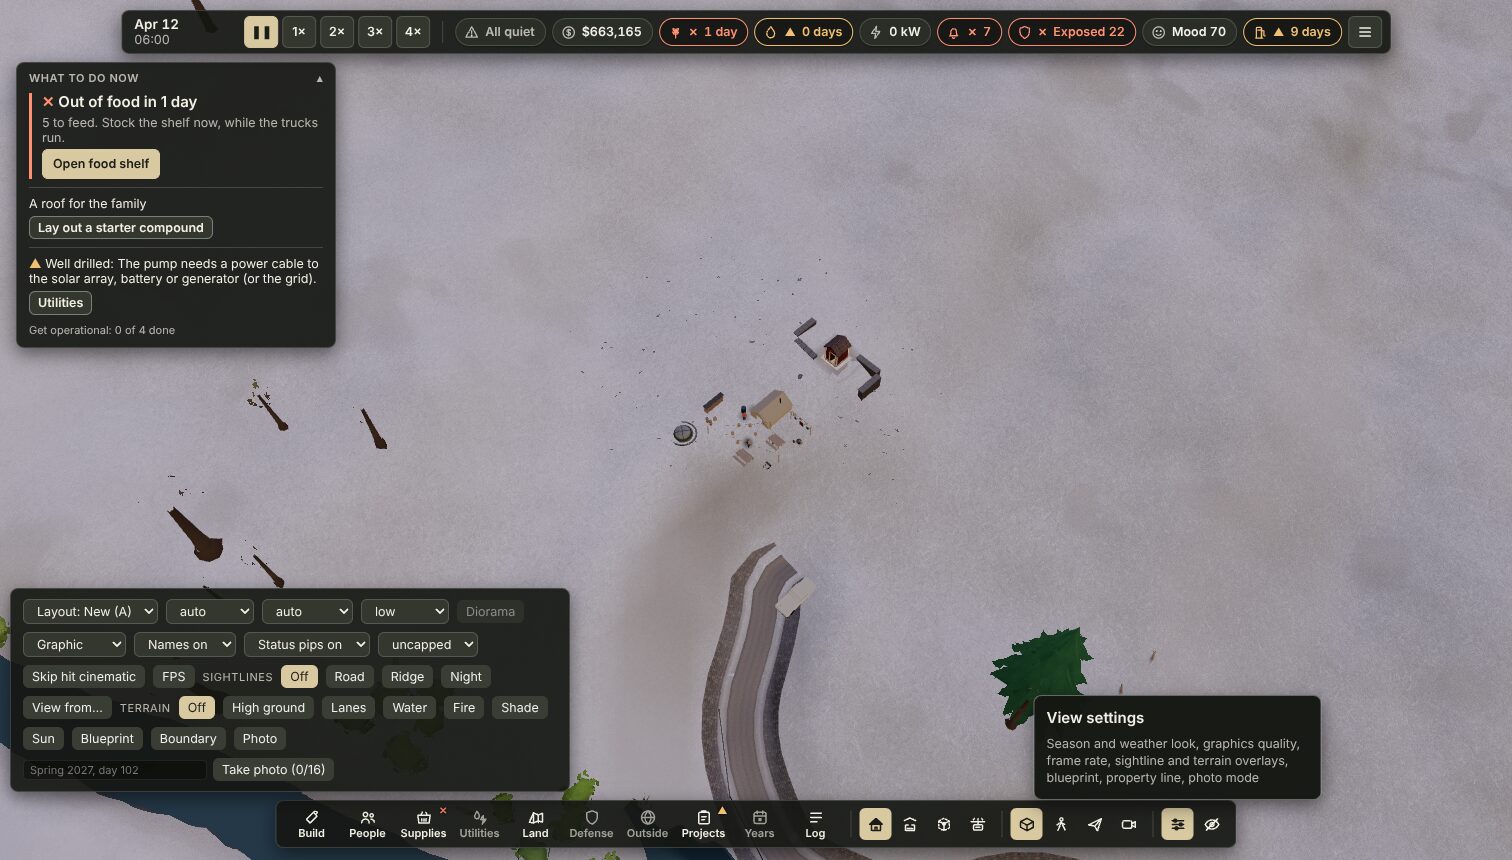 Apr 12
06:00
1×
2×
3×
4×
All quiet
$663,165
1 day
0 days
0 kW
7
Exposed 22
Mood 70
9 days
WHAT TO DO NOW
Out of food in 1 day
5 to feed. Stock the shelf now, while the trucks
run.
Open food shelf
A roof for the family
Lay out a starter compound
Well drilled: The pump needs a power cable to
the solar array, battery or generator (or the grid).
Utilities
Get operational: 0 of 4 done
Layout: New (A)
auto
auto
low
Diorama
Graphic
Names on
Status pips on
uncapped
Skip hit cinematic
FPS
SIGHTLINES
Off
Road
Ridge
Night
View from...
TERRAIN
Off
High ground
Lanes
Water
Fire
Shade
Sun
Blueprint
Boundary
Photo
Spring 2027, day 102
Take photo (0/16)
View settings
Season and weather look, graphics quality,
frame rate, sightline and terrain overlays,
blueprint, property line, photo mode
Build
People
Supplies
Utilities
Land
Defense
Outside
Projects
Years
Log